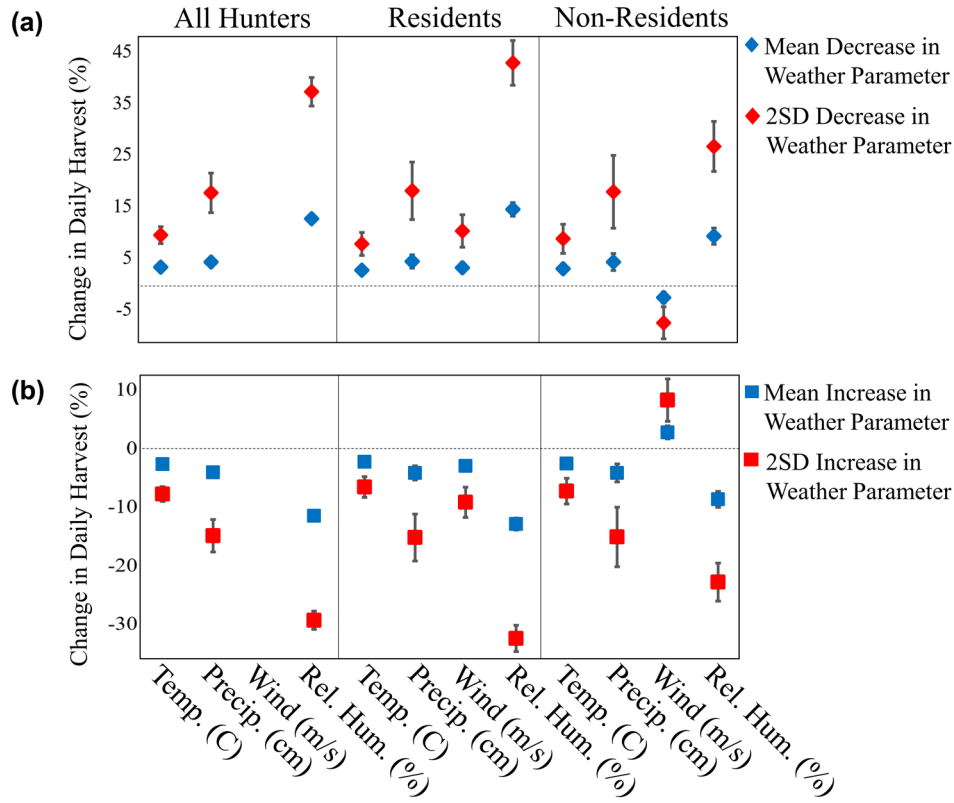 (a)
All Hunters
Residents
Non-Residents
Change in Daily Harvest (%)
45
35
25
15
5
-5
Mean Decrease in
Weather Parameter
2SD Decrease in
Weather Parameter
(b)
Change in Daily Harvest (%)
10
0
-10
-20
-30
Mean Increase in
Weather Parameter
2SD Increase in
Weather Parameter
Temp. (C)
Precip. (cm)
Wind (m/s)
Rel. Hum. (%)
Temp. (C)
Precip. (cm)
Wind (m/s)
Rel. Hum. (%)
Temp. (C)
Precip. (cm)
Wind (m/s)
Rel. Hum. (%)